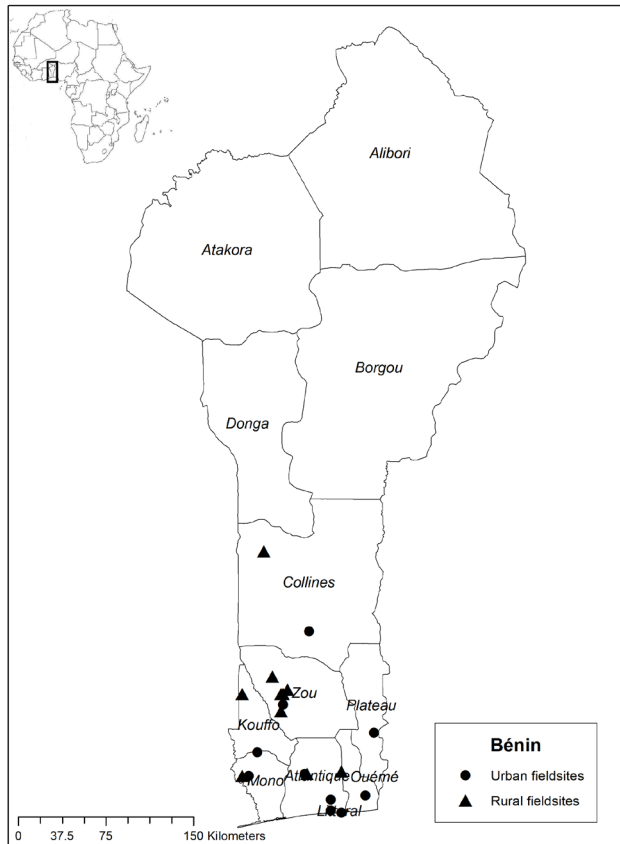 Alibori
Atakora
Borgou
Donga
Collines
Zou
Plateau
Kouffo
Mono
Atlantique
Ouémé
Littoral
Bénin
Urban fieldsites
Rural fieldsites
0 37.5 75 150 Kilometers